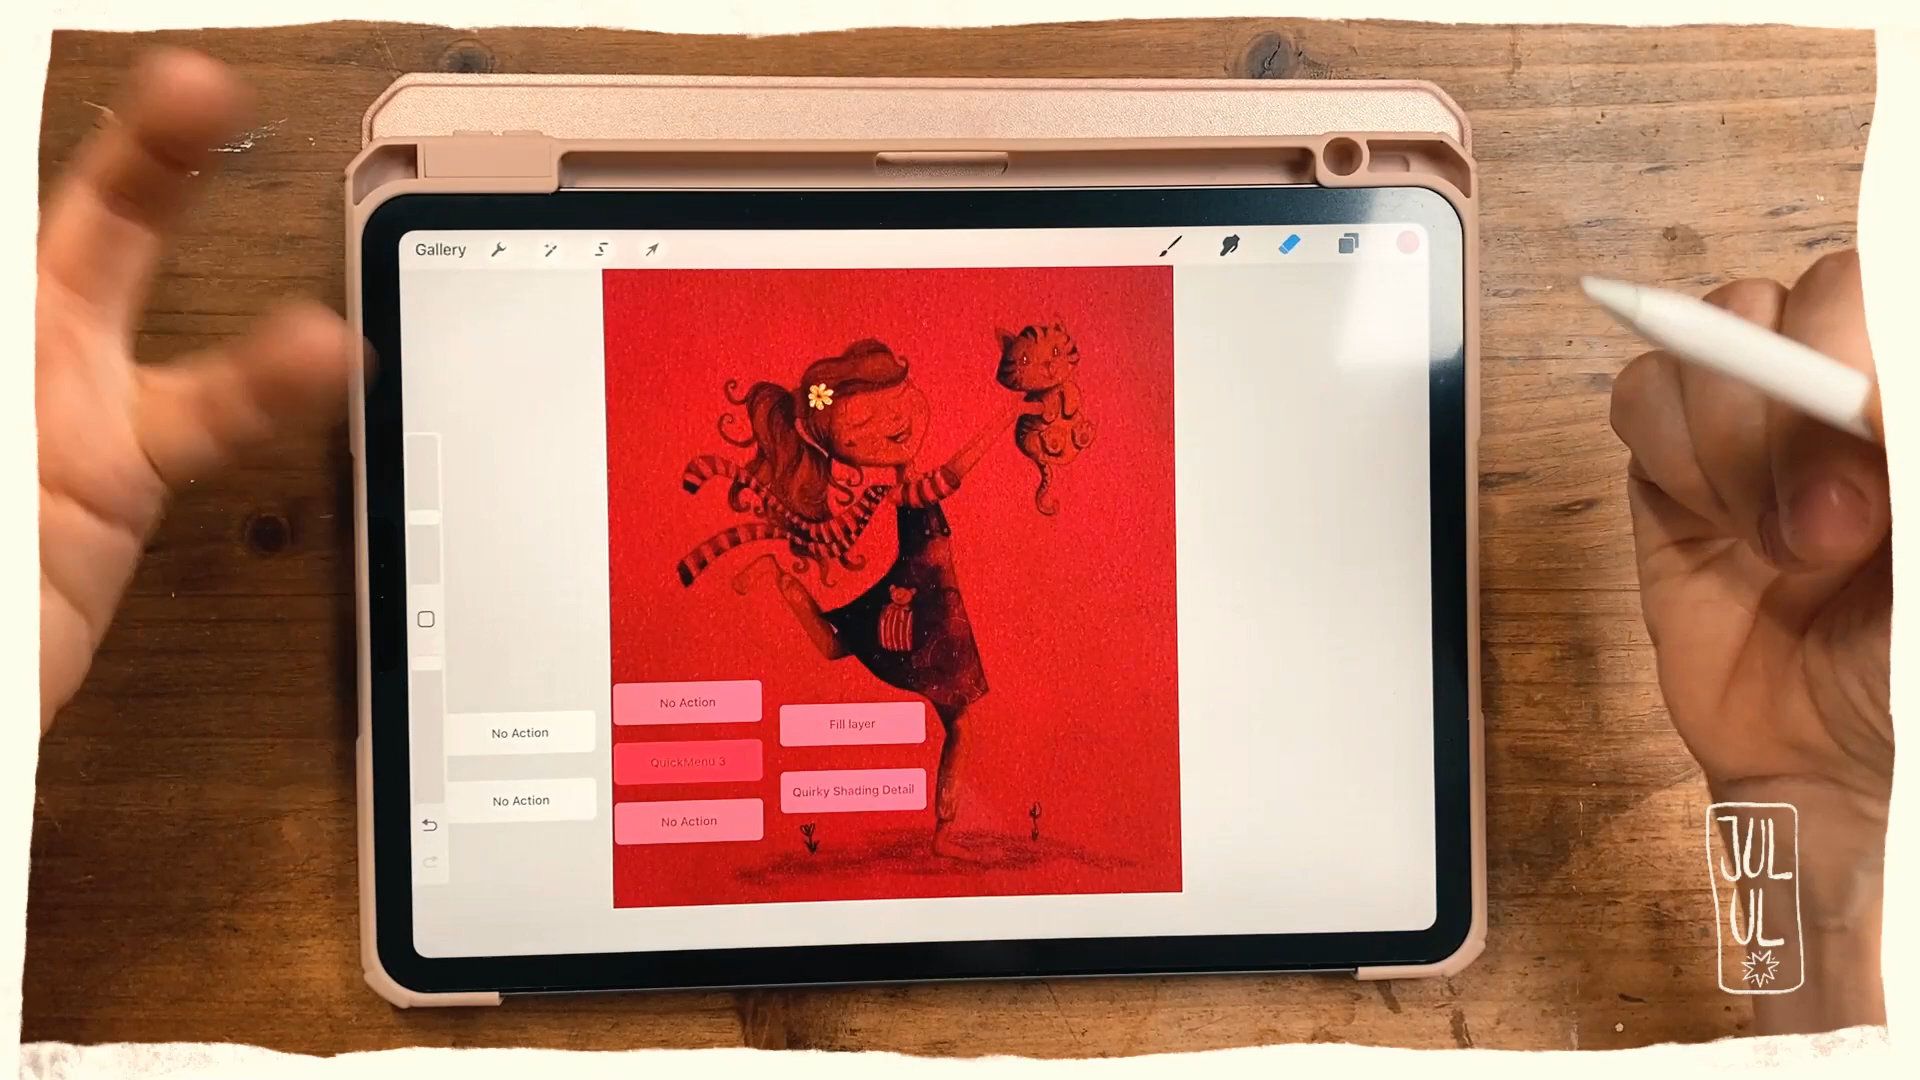 Gallery
No Action
No Action
No Action
QuickMenu 3
No Action
Fill layer
Quirky Shading Detail
JUL
UL